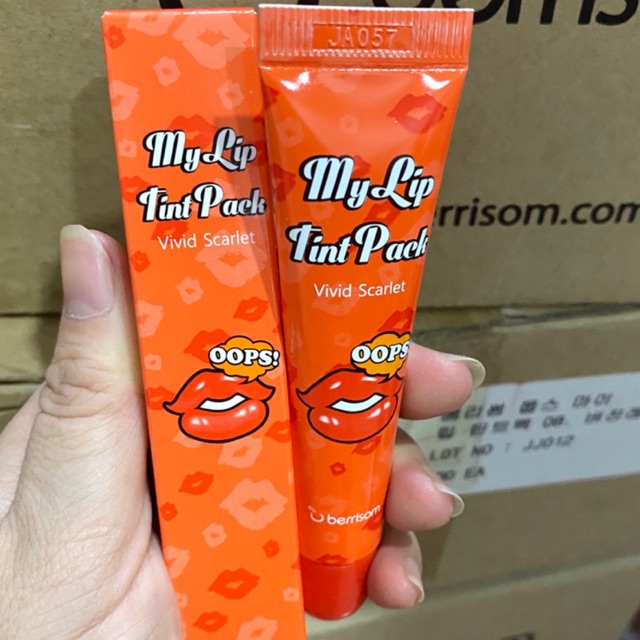 JA057
My Lip
Tint Pack
Vivid Scarlet
OOPS!
My Lip
Tint Pack
Vivid Scarlet
OOPS!
berrisom
berrisom.com
LOT NO : JJ012
EA